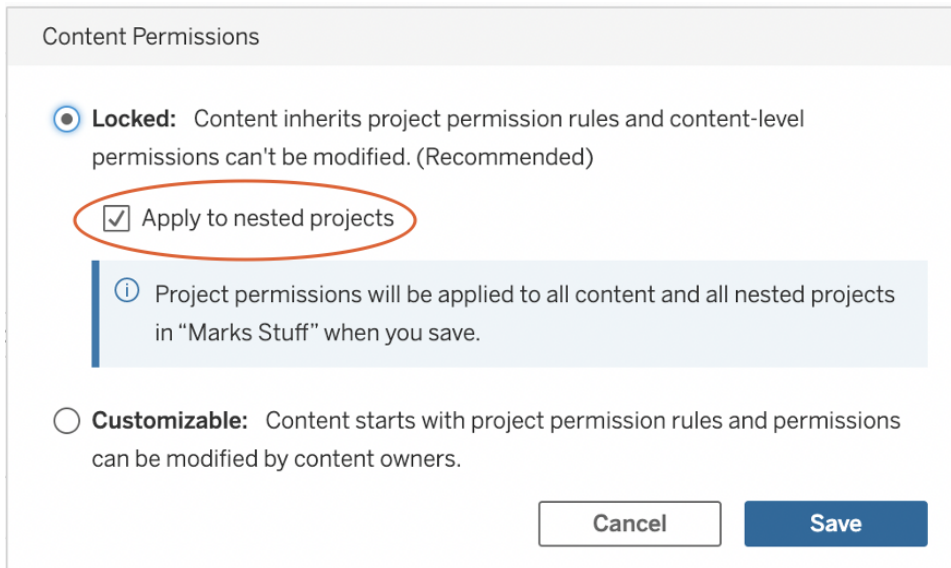 Content Permissions
Locked: Content inherits project permission rules and content-level
permissions can't be modified. (Recommended)
Apply to nested projects
Project permissions will be applied to all content and all nested projects
in “Marks Stuff” when you save.
Customizable: Content starts with project permission rules and permissions
can be modified by content owners.
Cancel Save